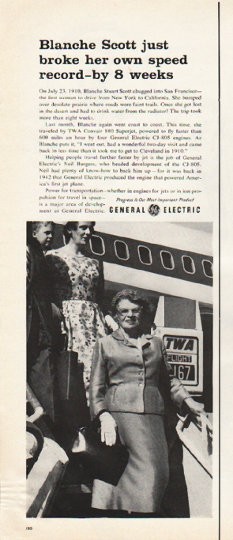 Blanche Scott just
broke her own speed
record–by 8 weeks
On July 23, 1910, Blanche Stuart Scott chugged into San Francisco—
the first woman to drive from New York to California. She bumped
over desolate prairie where roads were faint trails. Once she got lost
in the desert and had to drink water from the radiator! The trip took
more than eight weeks.
Last month, Blanche Scott again went coast to coast. This time, she
traveled by TWA Convair 880 Superjet, powered to fly faster than
600 miles an hour by four General Electric CJ-805 engines. As
Blanche puts it, "I went out, had a wonderful two-day visit and came
back in less time than it took me to get to Cleveland in 1910."
Helping people travel farther faster by jet is the job of General
Electric's Neil Burgess, who headed development of the CJ-805.
Neil had plenty of know-how to back him up — for it was back in
1942 that General Electric produced the engine that powered Amer-
ica's first jet plane.
Power for transportation—whether in engines for jets or in ion pro-
pulsion for travel in space—
is a major area of develop-
ment at General Electric.
Progress Is Our Most Important Product
GENERAL GE ELECTRIC
TWA
FLIGHT
167